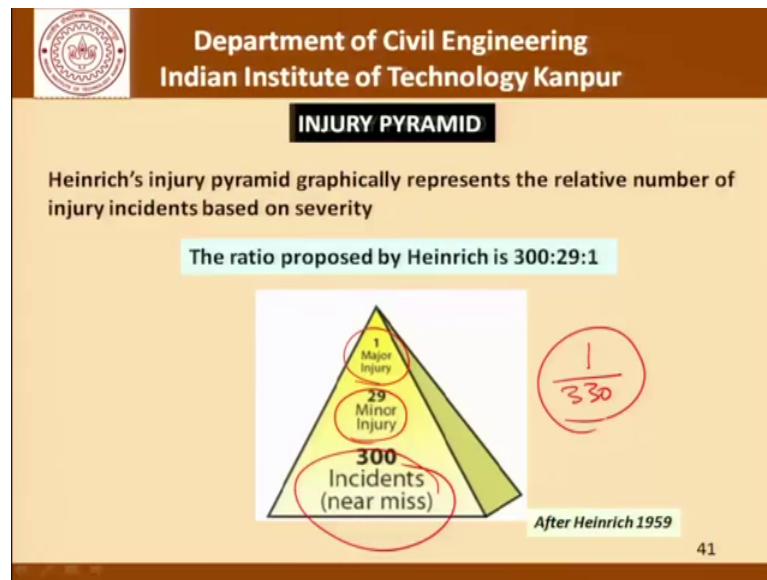 Department of Civil Engineering
Indian Institute of Technology Kanpur
INJURY PYRAMID
Heinrich's injury pyramid graphically represents the relative number of
injury incidents based on severity
The ratio proposed by Heinrich is 300:29:1
1
Major
Injury
29
Minor
Injury
300
Incidents
(near miss)
1
330
After Heinrich 1959
41